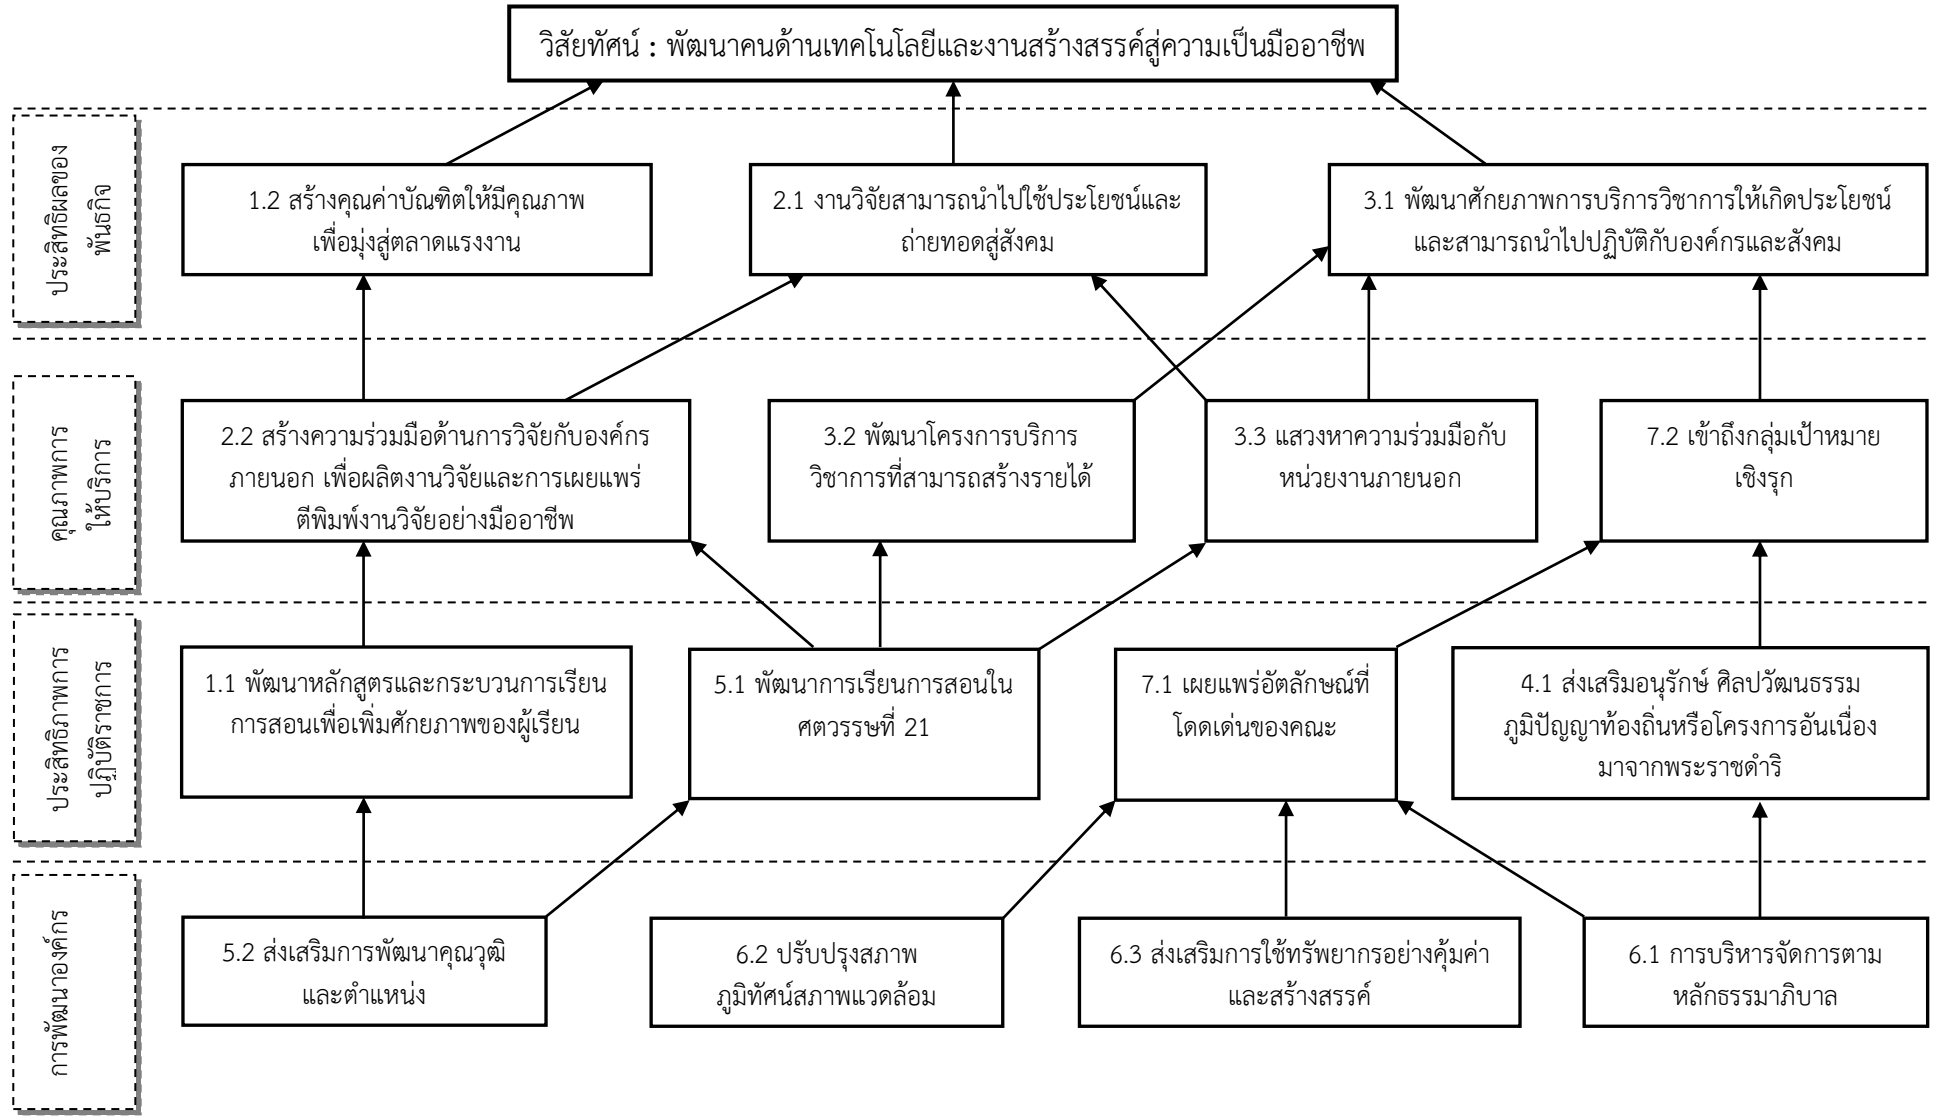 วิสัยทัศน์ : พัฒนาคนด้านเทคโนโลยีและงานสร้างสรรค์สู่ความเป็นมืออาชีพ
ประสิทธิผลของ
พันธกิจ
1.2 สร้างคุณค่าบัณฑิตให้มีคุณภาพ
เพื่อมุ่งสู่ตลาดแรงงาน
2.1 งานวิจัยสามารถนำไปใช้ประโยชน์และ
ถ่ายทอดสู่สังคม
3.1 พัฒนาศักยภาพการบริการวิชาการให้เกิดประโยชน์
และสามารถนำไปปฏิบัติกับองค์กรและสังคม
คุณภาพการ
ให้บริการ
2.2 สร้างความร่วมมือด้านการวิจัยกับองค์กร
ภายนอก เพื่อผลิตงานวิจัยและการเผยแพร่
ตีพิมพ์งานวิจัยอย่างมืออาชีพ
3.2 พัฒนาโครงการบริการ
วิชาการที่สามารถสร้างรายได้
3.3 แสวงหาความร่วมมือกับ
หน่วยงานภายนอก
7.2 เข้าถึงกลุ่มเป้าหมาย
เชิงรุก
ประสิทธิภาพการ
ปฏิบัติราชการ
1.1 พัฒนาหลักสูตรและกระบวนการเรียน
การสอนเพื่อเพิ่มศักยภาพของผู้เรียน
5.1 พัฒนาการเรียนการสอนใน
ศตวรรษที่ 21
7.1 เผยแพร่อัตลักษณ์ที่
โดดเด่นของคณะ
4.1 ส่งเสริมอนุรักษ์ ศิลปวัฒนธรรม
ภูมิปัญญาท้องถิ่นหรือโครงการอันเนื่อง
มาจากพระราชดำริ
การพัฒนาองค์กร
5.2 ส่งเสริมการพัฒนาคุณวุฒิ
และตำแหน่ง
6.2 ปรับปรุงสภาพ
ภูมิทัศน์สภาพแวดล้อม
6.3 ส่งเสริมการใช้ทรัพยากรอย่างคุ้มค่า
และสร้างสรรค์
6.1 การบริหารจัดการตาม
หลักธรรมาภิบาล